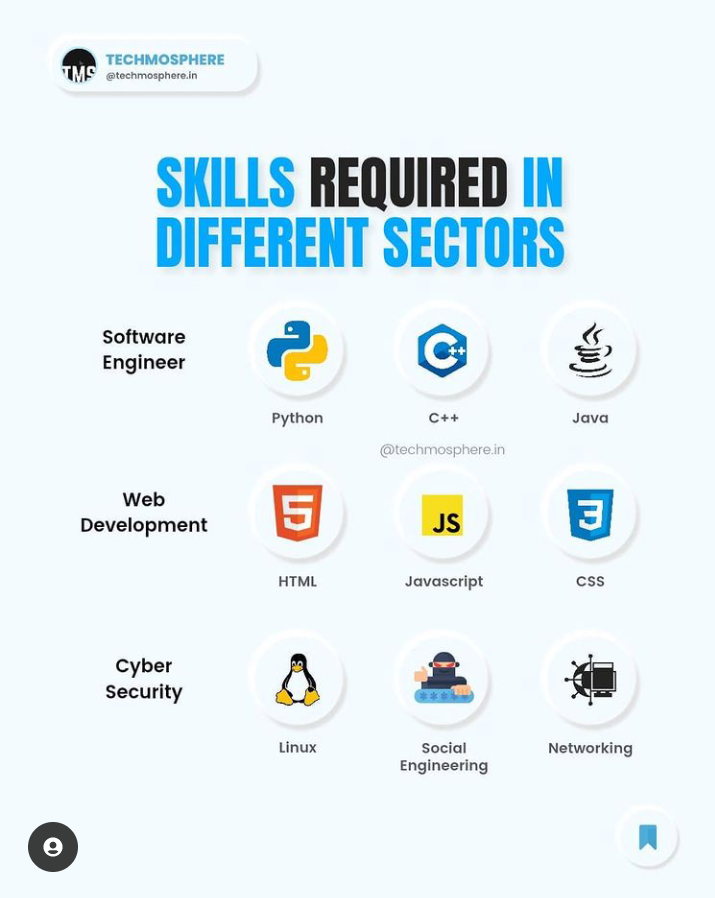 TMS
TECHMOSPHERE
@techmosphere.in
SKILLS REQUIRED IN
DIFFERENT SECTORS
Software
Engineer
C++
Python
C++
Java
@techmosphere.in
Web
Development
5
JS
3
HTML
Javascript
CSS
Cyber
Security
Linux
Social
Engineering
Networking